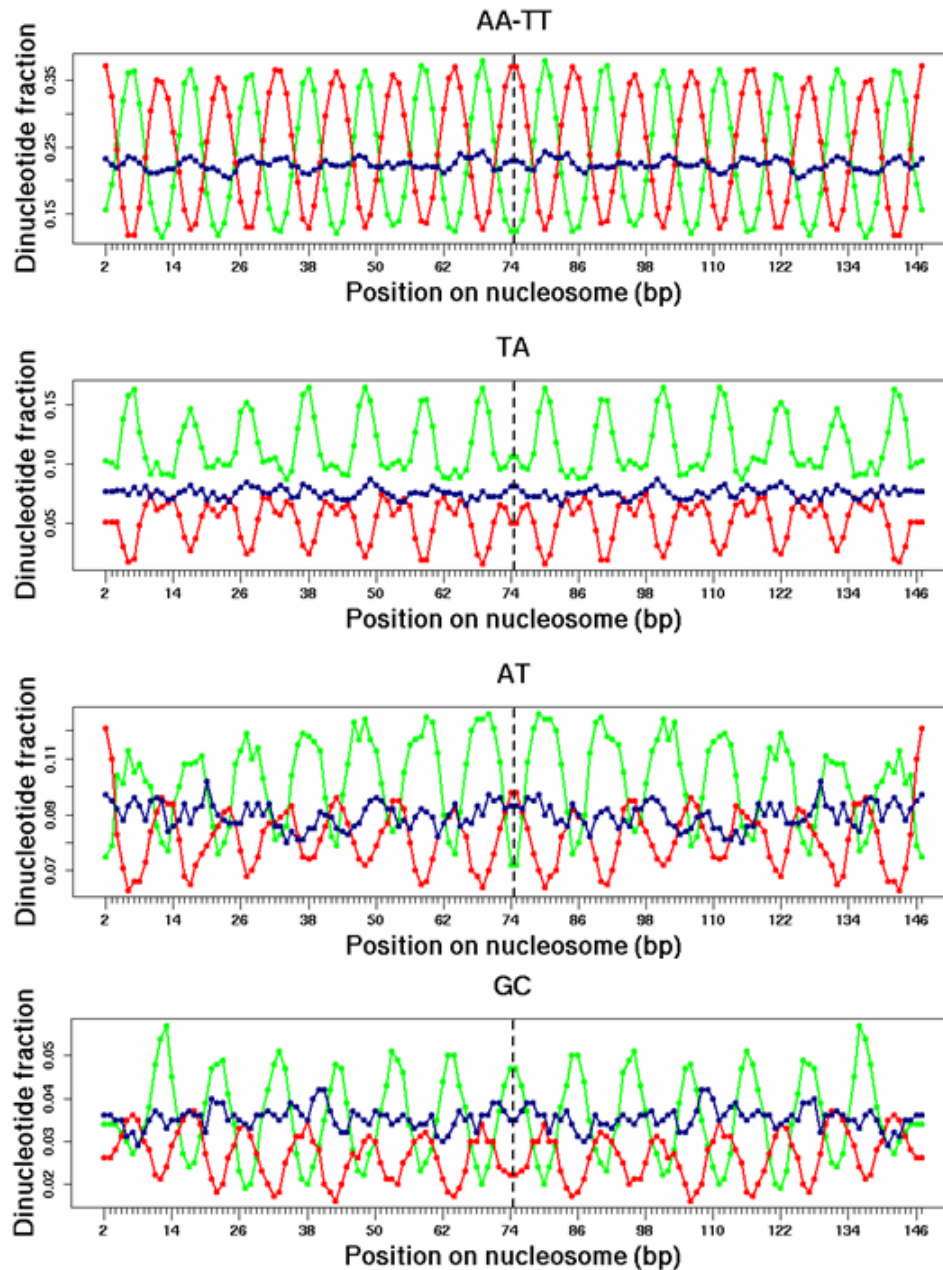 AA-TT
Dinucleotide fraction
0.35
0.25
0.15
2 14 26 38 50 62 74 86 98 110 122 134 146
Position on nucleosome (bp)
TA
Dinucleotide fraction
0.15
0.10
0.05
2 14 26 38 50 62 74 86 98 110 122 134 146
Position on nucleosome (bp)
AT
Dinucleotide fraction
0.11
0.09
0.07
2 14 26 38 50 62 74 86 98 110 122 134 146
Position on nucleosome (bp)
GC
Dinucleotide fraction
0.05
0.04
0.03
0.02
2 14 26 38 50 62 74 86 98 110 122 134 146
Position on nucleosome (bp)